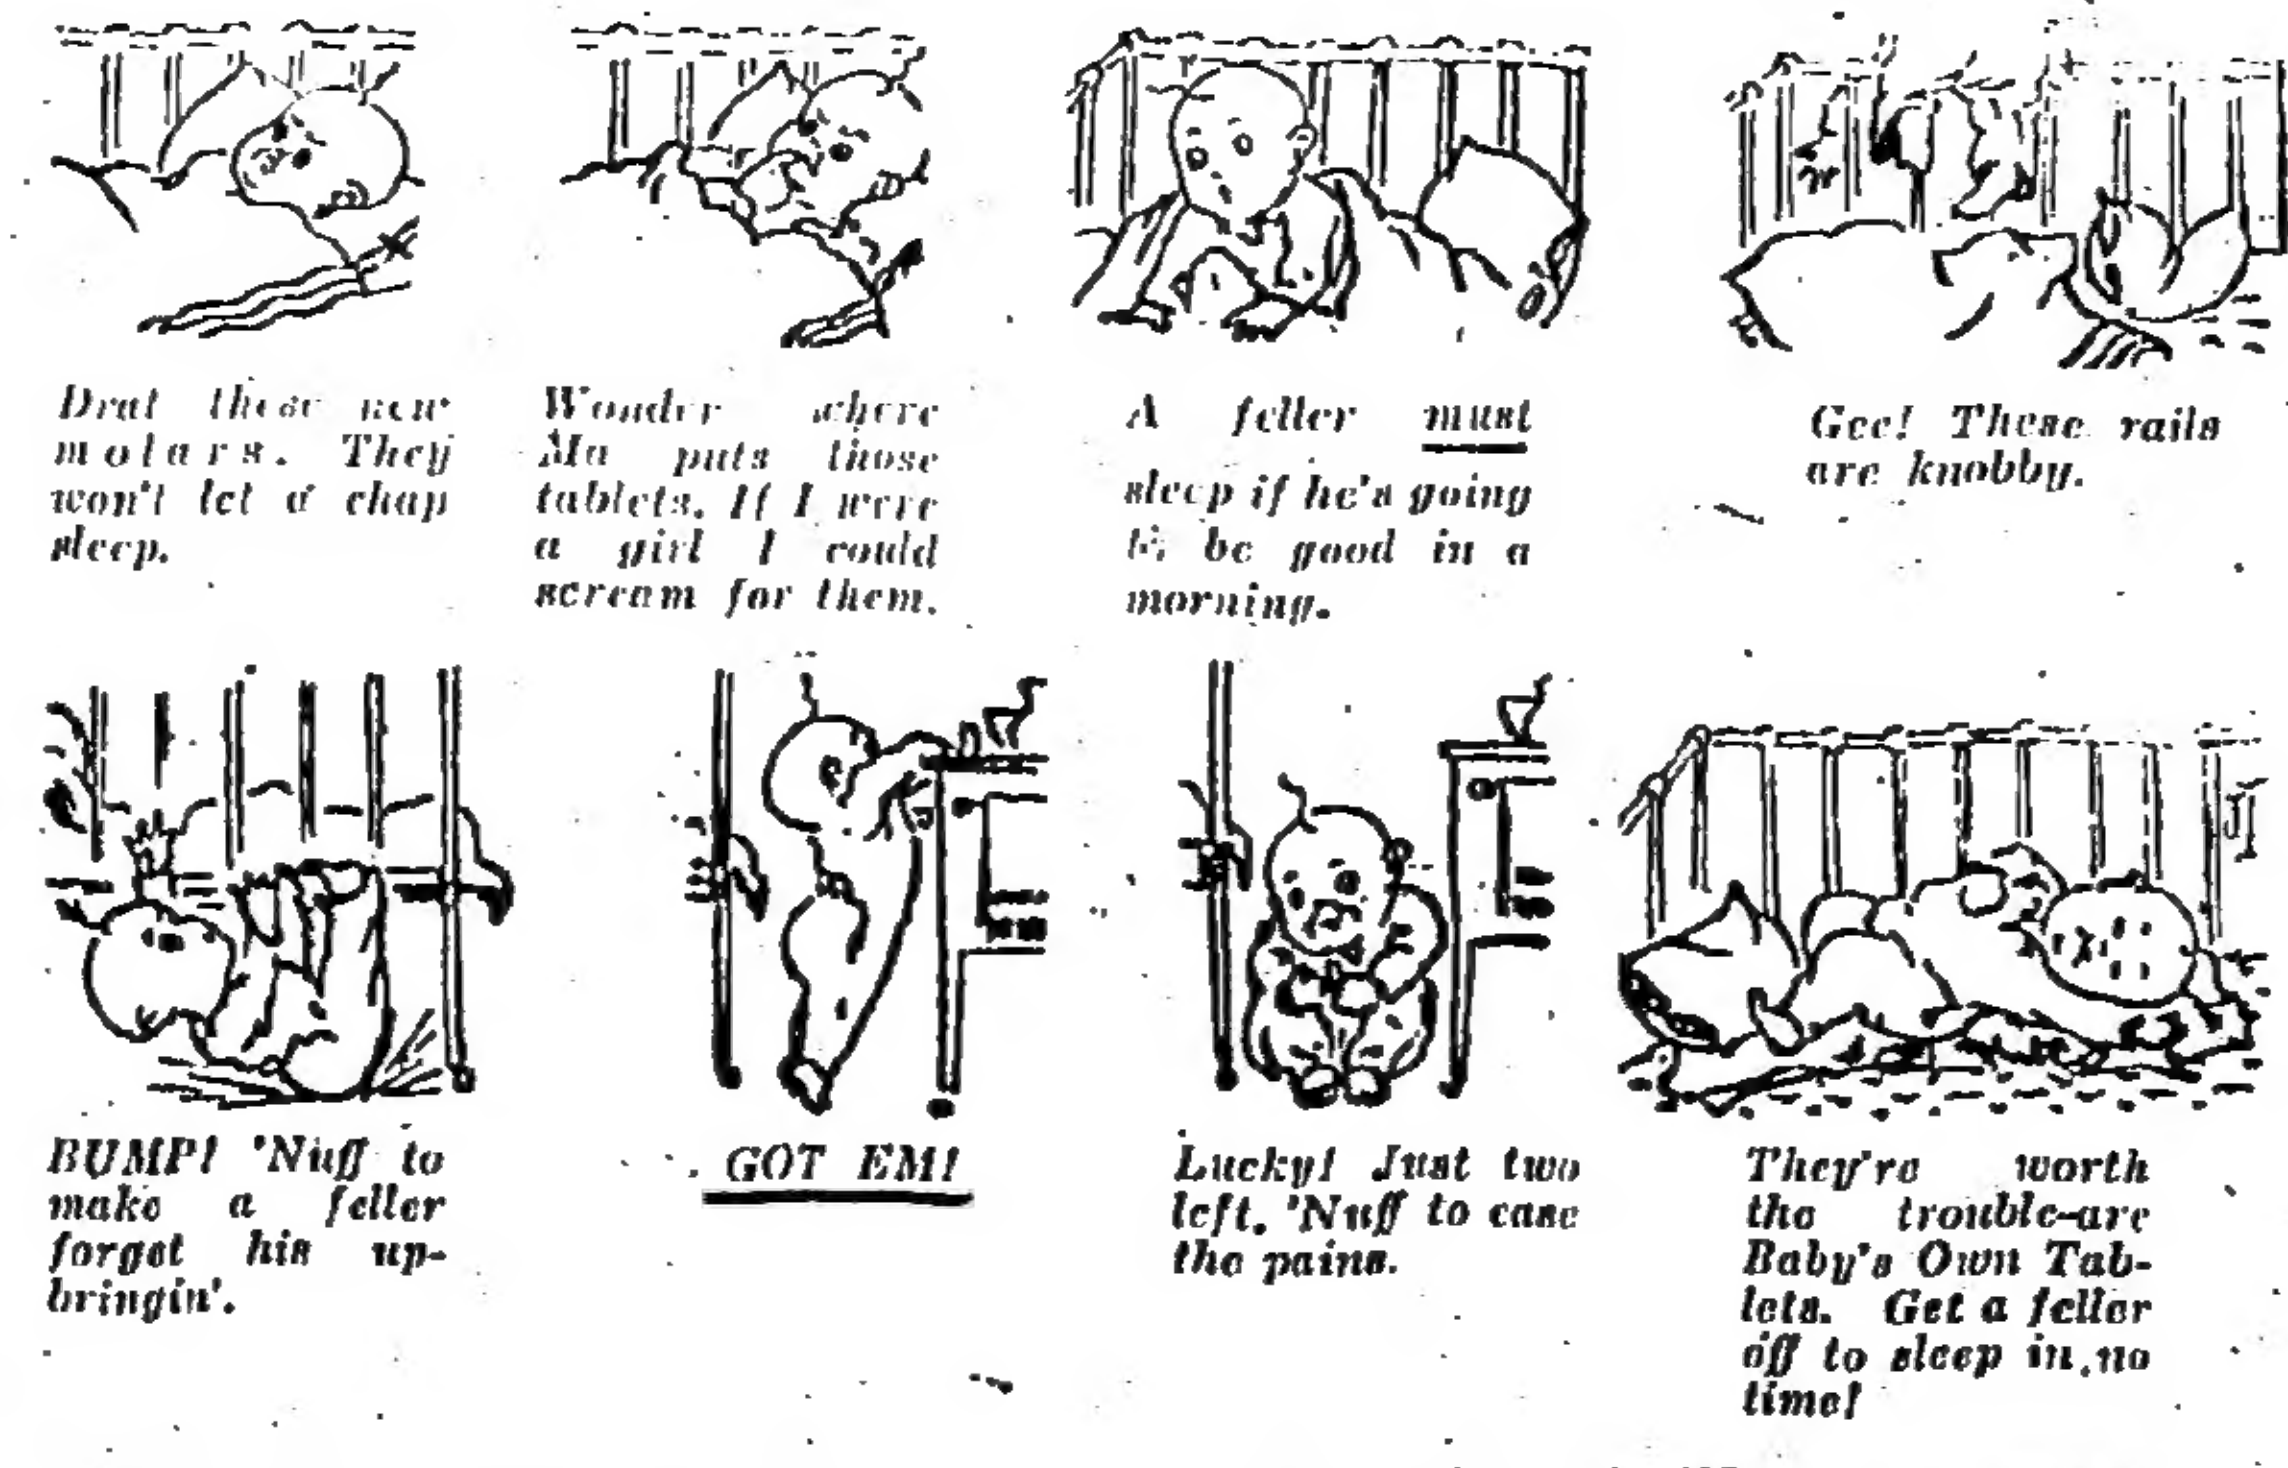 Drat these new
molars. They
won't let a chap
sleep.
Wonder where
Ma puts those
tablets. If I were
a girl I could
scream for them.
A feller must
sleep if he's going
to be good in a
morning.
Gee! These rails
are knobby.
BUMP! 'Nuff to
make a feller
forget his up-
bringin'.
GOT EM!
Lucky! Just two
left. 'Nuff to ease
the pains.
They're worth
the trouble-are
Baby's Own Tab-
lets. Get a feller
off to sleep in no
time!